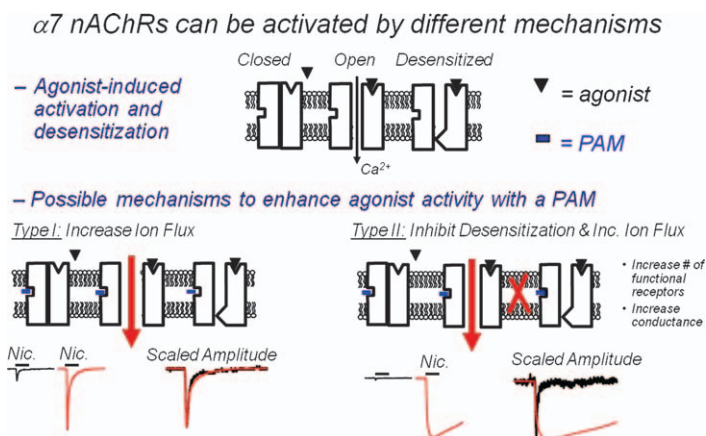 α7 nAChRs can be activated by different mechanisms
Closed Open Desensitized
– Agonist-induced
activation and
desensitization
= agonist
= PAM
Ca2+
– Possible mechanisms to enhance agonist activity with a PAM
Type I: Increase Ion Flux
Type II: Inhibit Desensitization & Inc. Ion Flux
• Increase # of
functional
receptors
• Increase
conductance
Nic. Nic. Scaled Amplitude
Nic. Scaled Amplitude